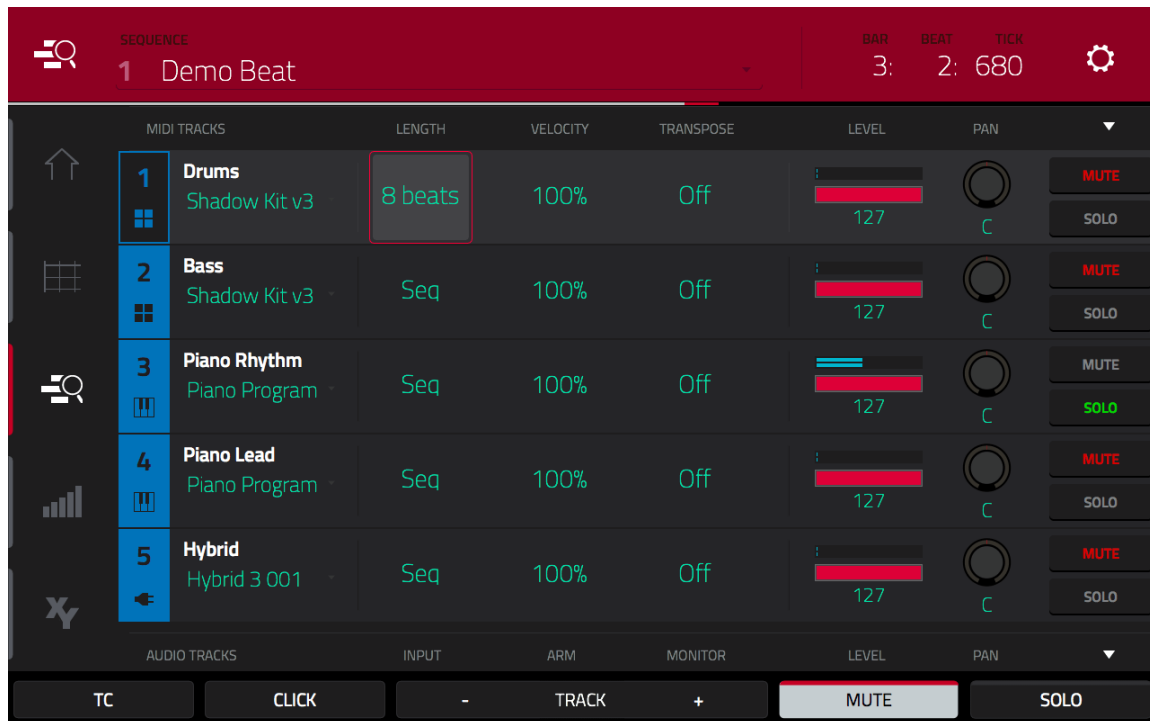 SEQUENCE
1 Demo Beat
BAR BEAT TICK
3: 2: 680
MIDI TRACKS LENGTH VELOCITY TRANSPOSE LEVEL PAN
1 Drums
Shadow Kit v3
8 beats 100% Off 127 C
MUTE
SOLO
2 Bass
Shadow Kit v3
Seq 100% Off 127 C
MUTE
SOLO
3 Piano Rhythm
Piano Program
Seq 100% Off 127 C
MUTE
SOLO
4 Piano Lead
Piano Program
Seq 100% Off 127 C
MUTE
SOLO
5 Hybrid
Hybrid 3 001
Seq 100% Off 127 C
MUTE
SOLO
XY
AUDIO TRACKS INPUT ARM MONITOR LEVEL PAN
TC CLICK - TRACK + MUTE SOLO